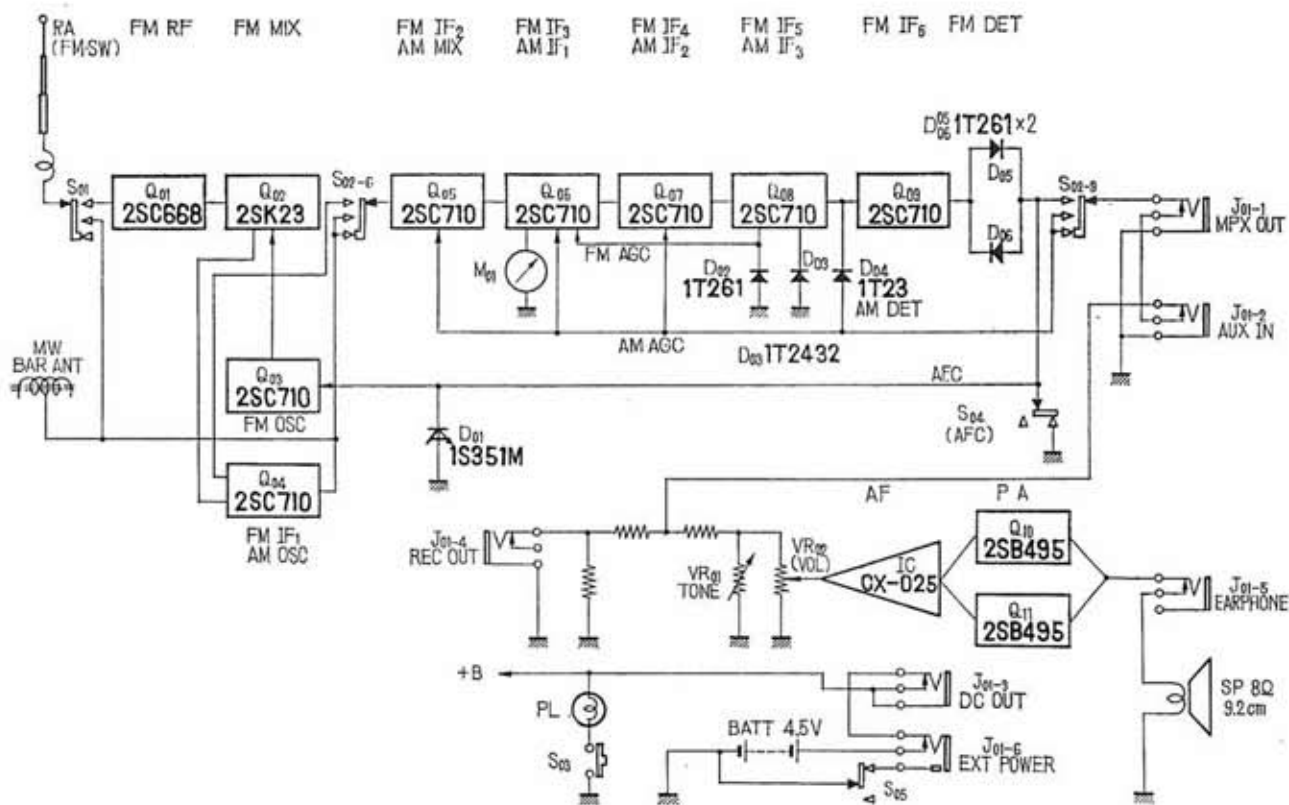 RA
(FM·SW)
FM RF
FM MIX
FM IF₂
AM MIX
FM IF₃
AM IF₁
FM IF₄
AM IF₂
FM IF₅
AM IF₃
FM IF₆
FM DET
D05 D06 1T261×2
S01
Q01
2SC668
Q02
2SK23
S02-6
Q05
2SC710
Q06
2SC710
Q07
2SC710
Q08
2SC710
Q09
2SC710
D05
D06
S02-9
J01-1
MPX OUT
M01
FM AGC
D02
1T261
D03
D04
1T23
AM DET
J01-2
AUX IN
AM AGC
D03 1T2432
MW
BAR ANT
Q03
2SC710
FM OSC
AFC
S04
(AFC)
D01
1S351M
Q04
2SC710
FM IF₁
AM OSC
AF
P A
J01-4
REC OUT
VR01
TONE
VR02
(VOL)
IC
CX-025
Q10
2SB495
Q11
2SB495
J01-5
EARPHONE
+B
PL
S03
J01-3
DC OUT
BATT 4.5V
J01-6
EXT POWER
S05
SP 8Ω
9.2cm